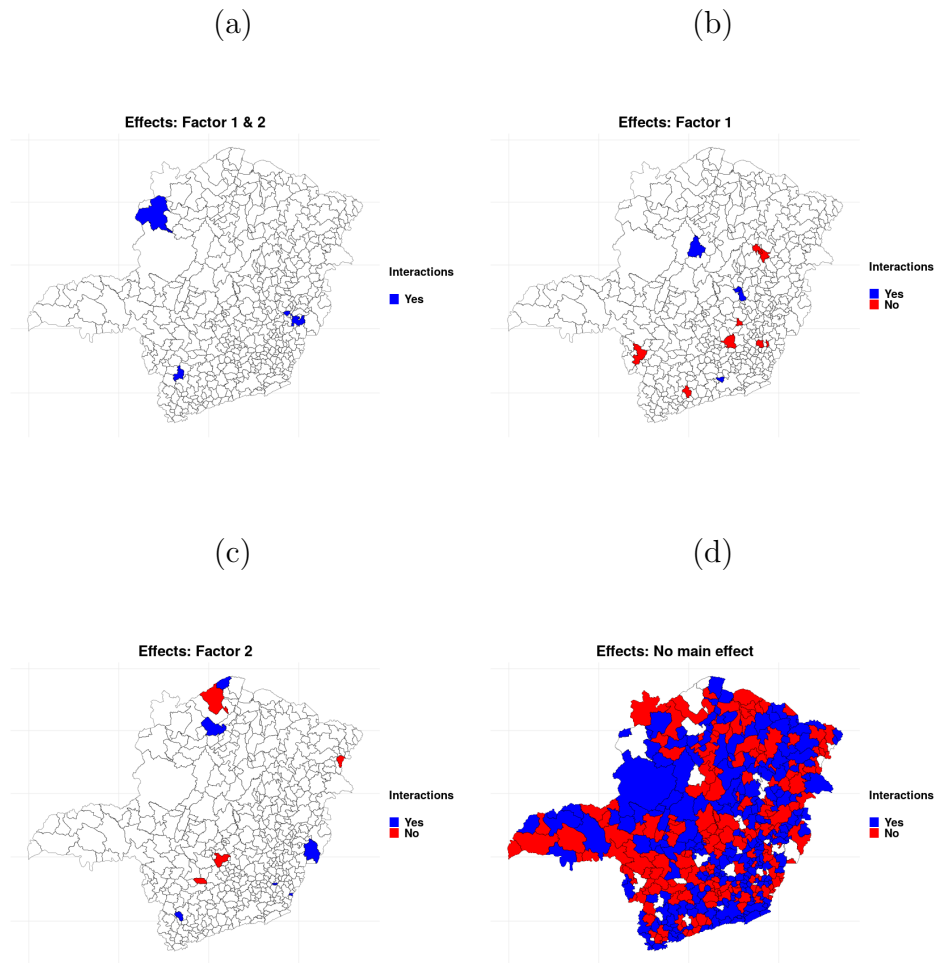 (a)
Effects: Factor 1 & 2
Interactions
Yes
(b)
Effects: Factor 1
Interactions
Yes
No
(c)
Effects: Factor 2
Interactions
Yes
No
(d)
Effects: No main effect
Interactions
Yes
No